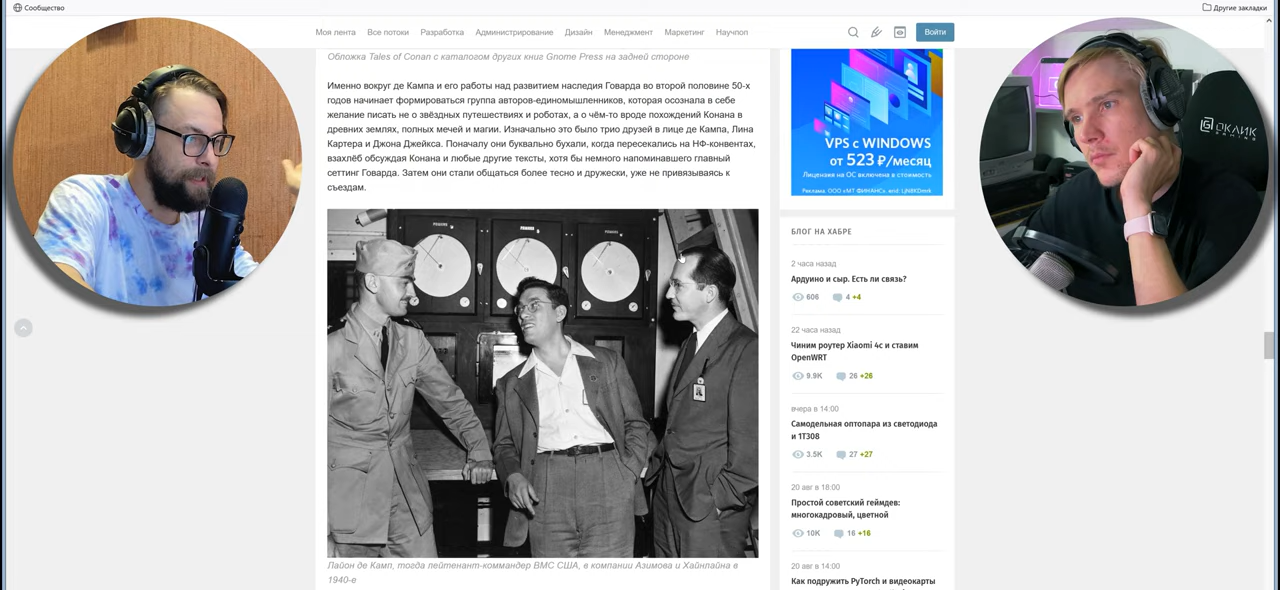 Сообщество
Другие закладки
Моя лента Все потоки Разработка Администрирование Дизайн Менеджмент Маркетинг Научпоп
Войти
Обложка Tales of Conan с каталогом других книг Gnome Press на задней стороне
Именно вокруг де Кампа и его работы над развитием наследия Говарда во второй половине 50-х
годов начинает формироваться группа авторов-единомышленников, которая осознала в себе
желание писать не о звёздных путешествиях и роботах, а о чём-то вроде похождений Конана в
древних землях, полных мечей и магии. Изначально это было трио друзей в лице де Кампа, Лина
Картера и Джона Джейкса. Поначалу они буквально бухали, когда пересекались на НФ-конвентах,
взахлёб обсуждая Конана и любые другие тексты, хотя бы немного напоминавшего главный
сеттинг Говарда. Затем они стали общаться более тесно и дружески, уже не привязываясь к
съездам.
Лайон де Камп, тогда лейтенант-коммандер ВМС США, в компании Азимова и Хайнлайна в
1940-е
VPS с WINDOWS
от 523 ₽/месяц
Лицензия на ОС включена в стоимость
Реклама. ООО «МТ ФИНАНС».
БЛОГ НА ХАБРЕ
2 часа назад
Ардуино и сыр. Есть ли связь?
606 4 +4
22 часа назад
Чиним роутер Xiaomi 4c и ставим
OpenWRT
9.9K 26 +26
вчера в 14:00
Самодельная оптопара из светодиода
и 1Т308
3.5K 27 +27
20 авг в 18:00
Простой советский геймдев:
многокадровый, цветной
10K 16 +16
20 авг в 14:00
Как подружить PyTorch и видеокарты
ОКЛИК
GAMING